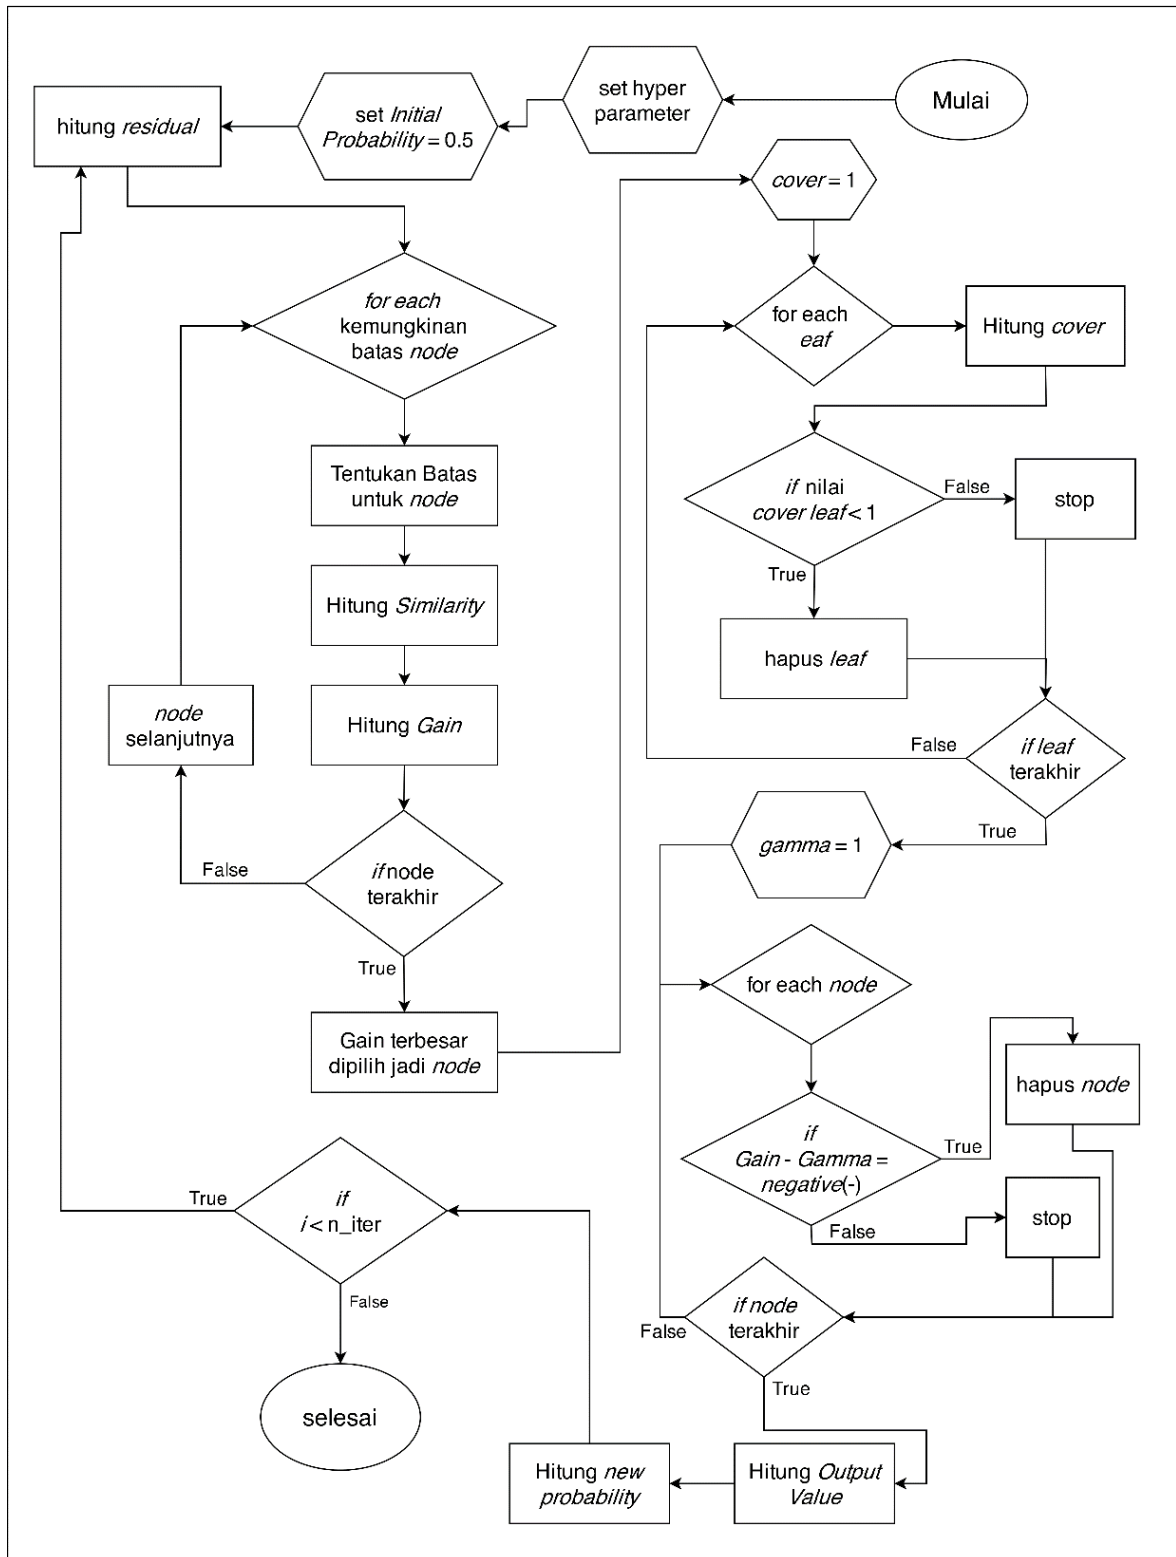 Mulai
set hyper
parameter
set Initial
Probability = 0.5
hitung residual
for each
kemungkinan
batas node
Tentukan Batas
untuk node
Hitung Similarity
Hitung Gain
if node
terakhir
False
node
selanjutnya
True
Gain terbesar
dipilih jadi node
cover = 1
for each
eaf
Hitung cover
if nilai
cover leaf < 1
False
stop
True
hapus leaf
if leaf
terakhir
False
True
gamma = 1
for each node
if
Gain - Gamma =
negative(-)
True
hapus node
False
stop
if node
terakhir
False
True
Hitung Output
Value
Hitung new
probability
if
i < n_iter
True
False
selesai